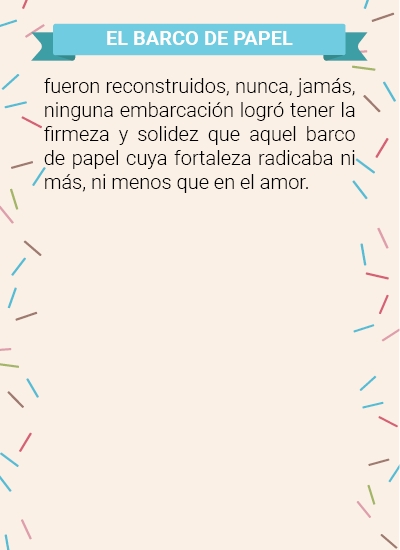 EL BARCO DE PAPEL
fueron reconstruidos, nunca, jamás,
ninguna embarcación logró tener la
firmeza y solidez que aquel barco
de papel cuya fortaleza radicaba ni
más, ni menos que en el amor.